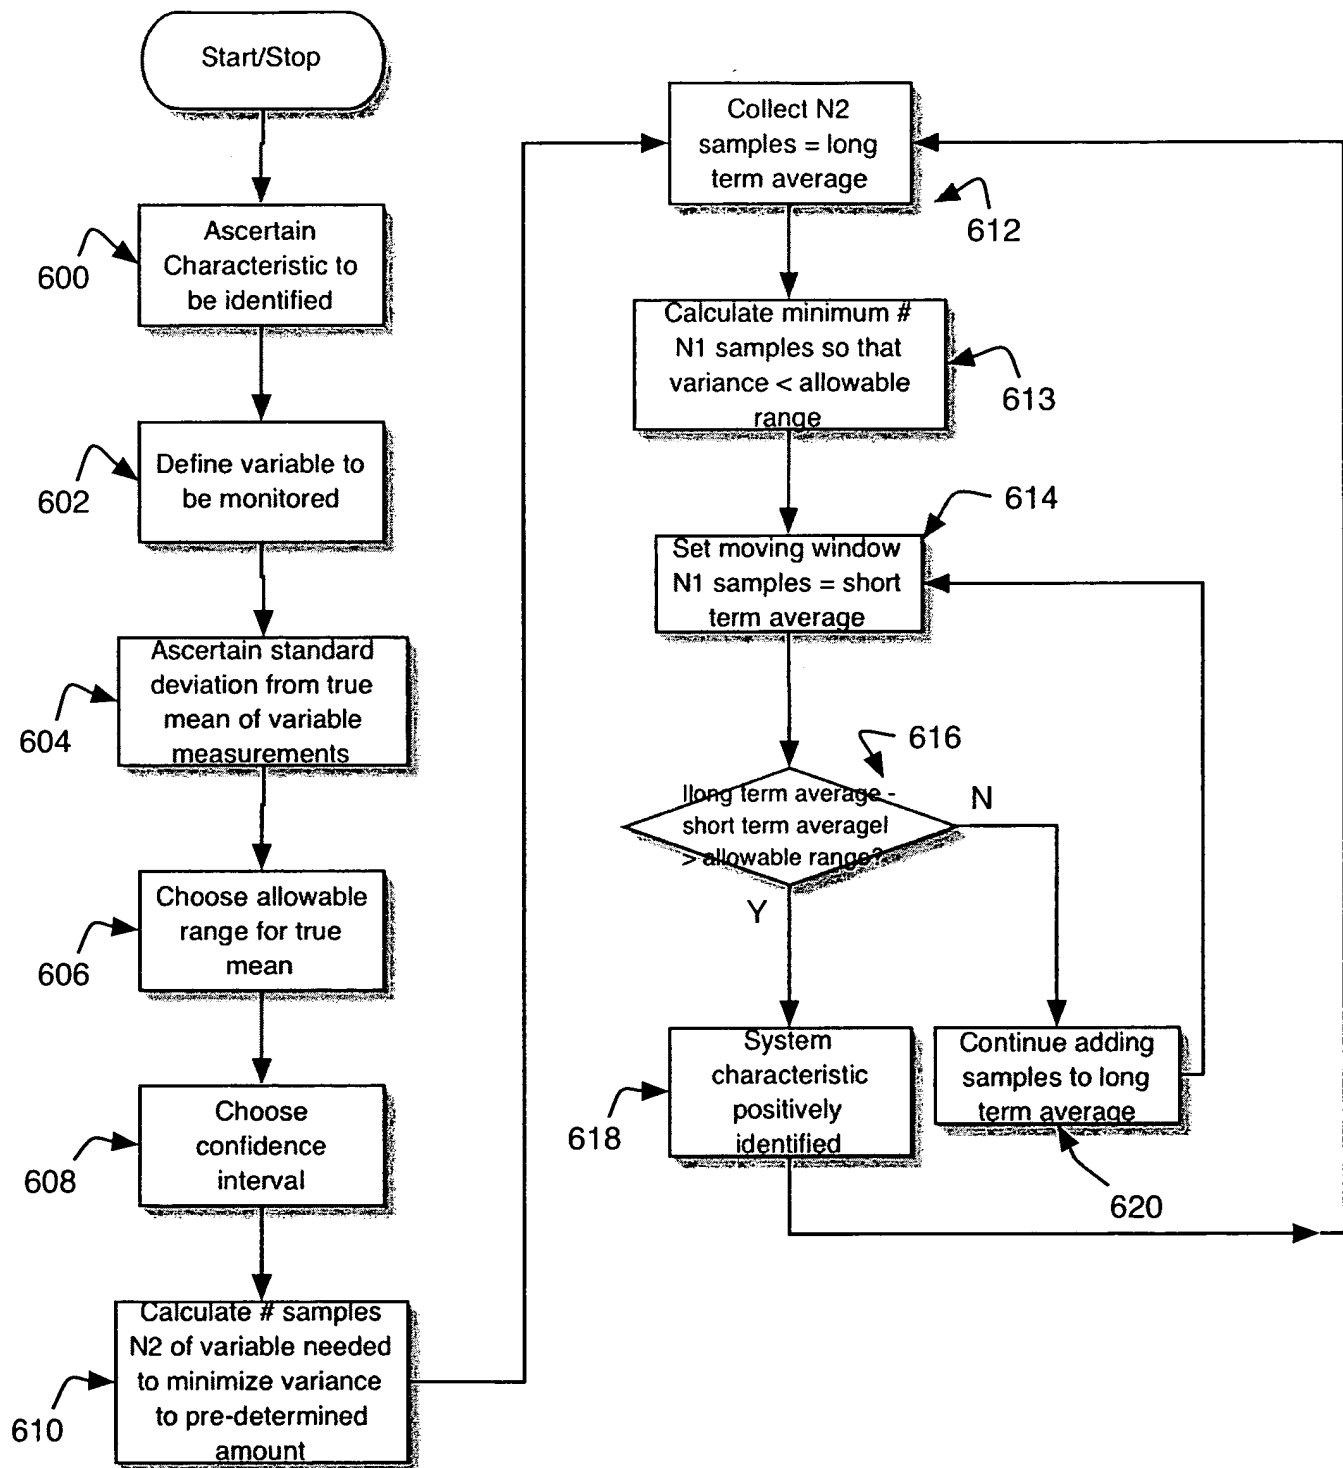 Start/Stop
Ascertain
Characteristic to
be identified
600
Define variable to
be monitored
602
Ascertain standard
deviation from true
mean of variable
measurements
604
Choose allowable
range for true
mean
606
Choose
confidence
interval
608
Calculate # samples
N2 of variable needed
to minimize variance
to pre-determined
amount
610
Collect N2
samples = long
term average
612
Calculate minimum #
N1 samples so that
variance < allowable
range
613
Set moving window
N1 samples = short
term average
614
|long term average -
short term average|
> allowable range?
616
N
Y
System
characteristic
positively
identified
618
Continue adding
samples to long
term average
620